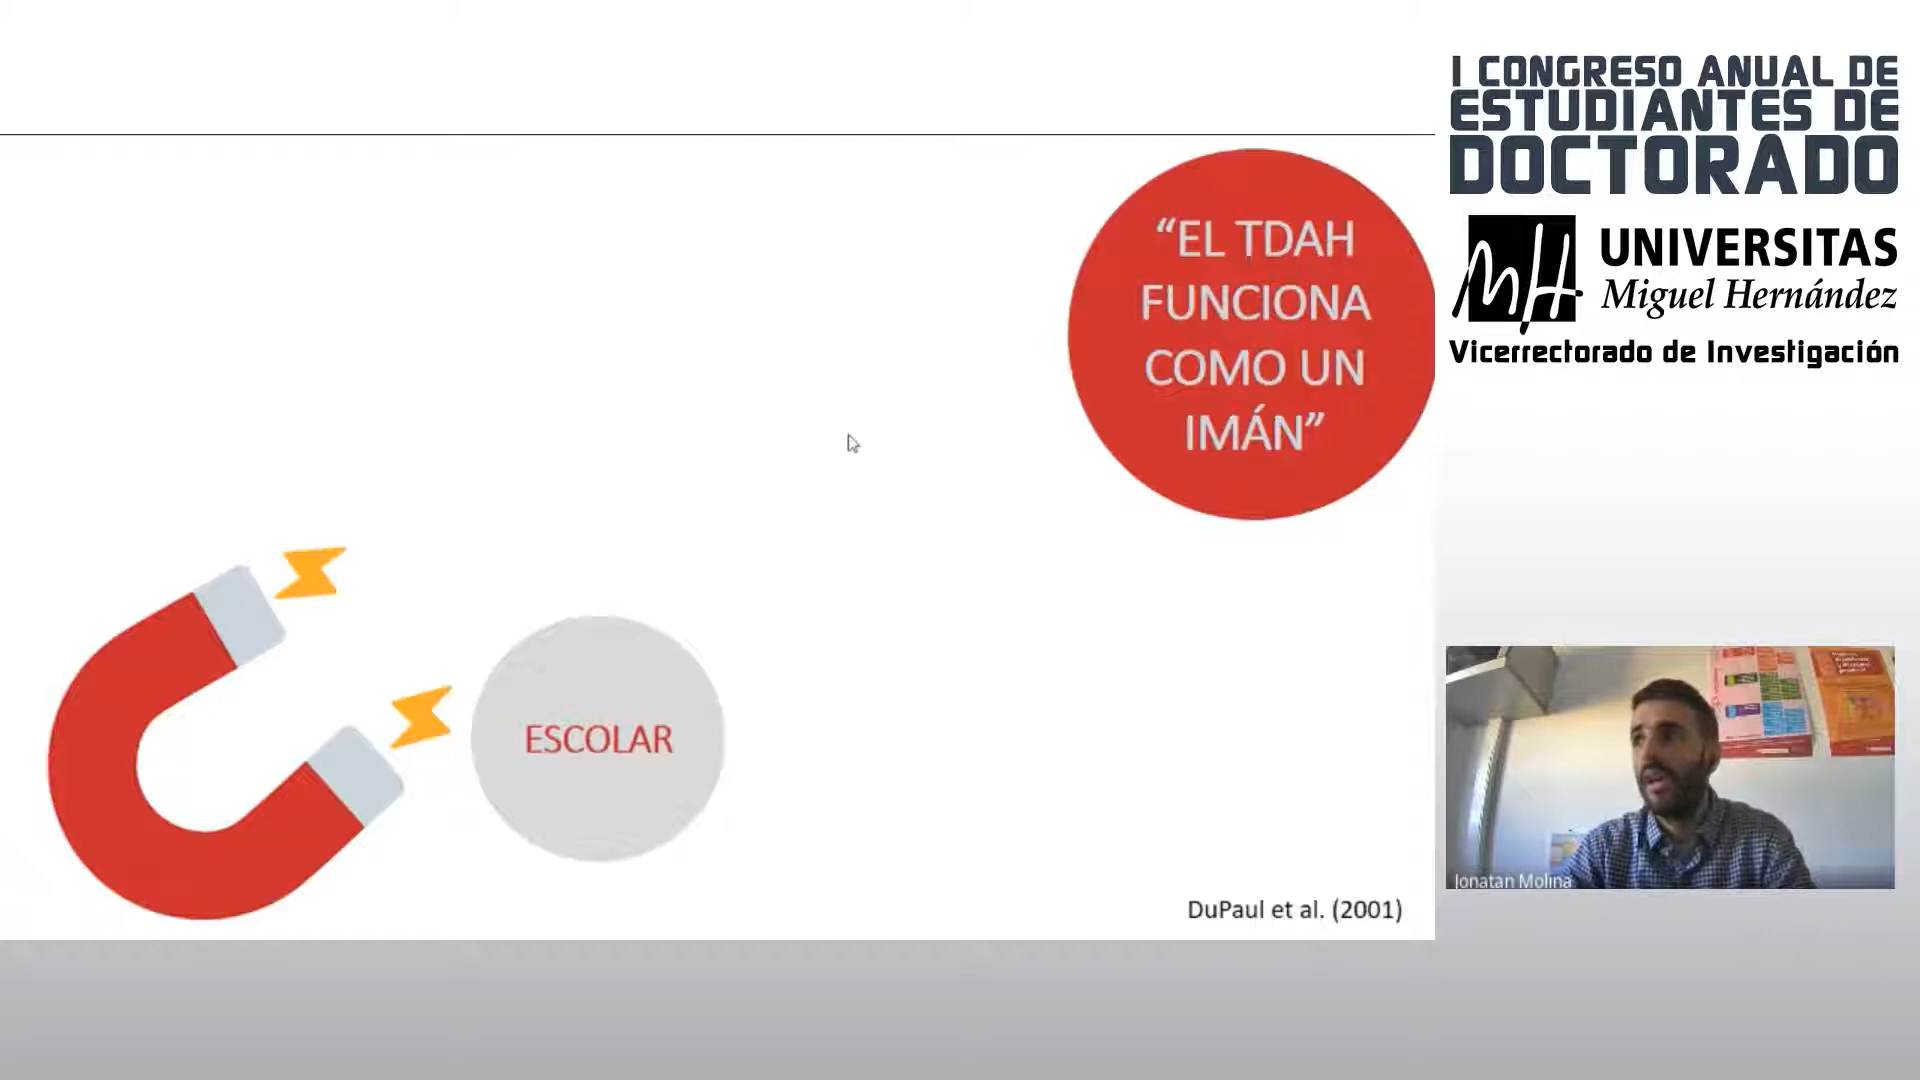 “EL TDAH
FUNCIONA
COMO UN
IMÁN”
ESCOLAR
DuPaul et al. (2001)
I CONGRESO ANUAL DE
ESTUDIANTES DE
DOCTORADO
UNIVERSITAS
Miguel Hernández
Vicerrectorado de Investigación
Jonatan Molina